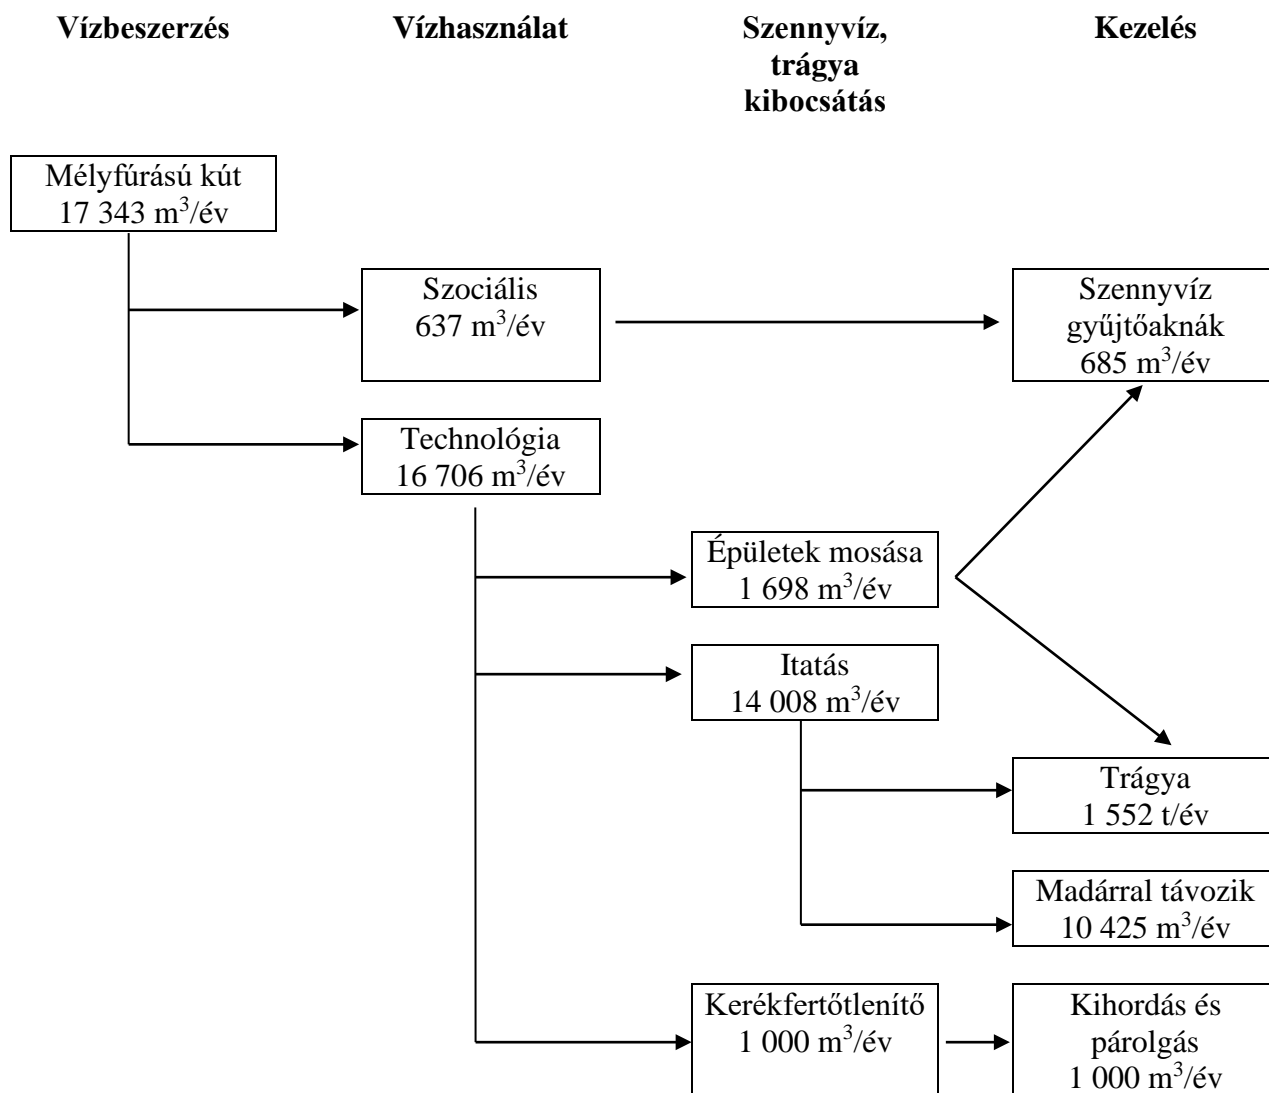 Vízbeszerzés
Vízhasználat
Szennyvíz,
trágya
kibocsátás
Kezelés
Mélyfúrású kút
17 343 m³/év
Szociális
637 m³/év
Szennyvíz
gyűjtőaknák
685 m³/év
Technológia
16 706 m³/év
Épületek mosása
1 698 m³/év
Itatás
14 008 m³/év
Trágya
1 552 t/év
Madárral távozik
10 425 m³/év
Kerékfertőtlenítő
1 000 m³/év
Kihordás és
párolgás
1 000 m³/év